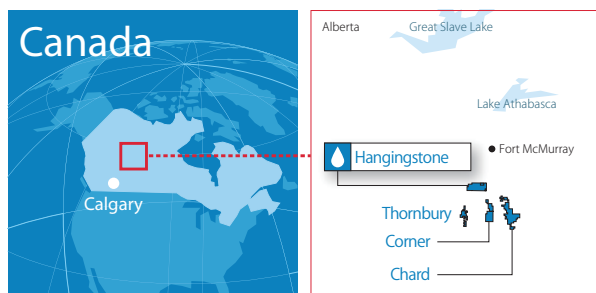 Canada
Calgary
Alberta
Great Slave Lake
Lake Athabasca
Hangingstone
Fort McMurray
Thornbury
Corner
Chard